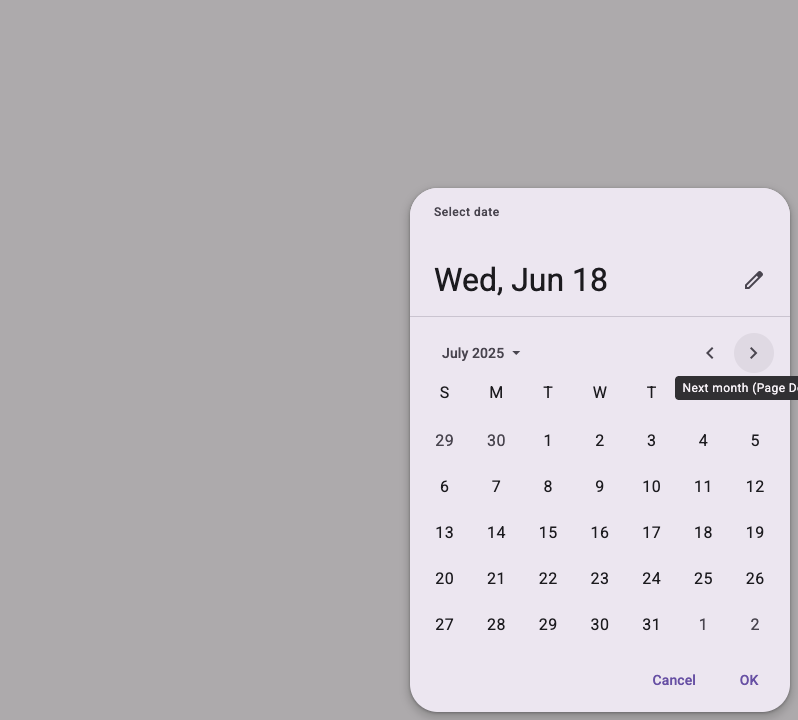 Select date
Wed, Jun 18
July 2025
Next month (Page D
S M T W T
29 30 1 2 3 4 5
6 7 8 9 10 11 12
13 14 15 16 17 18 19
20 21 22 23 24 25 26
27 28 29 30 31 1 2
Cancel OK